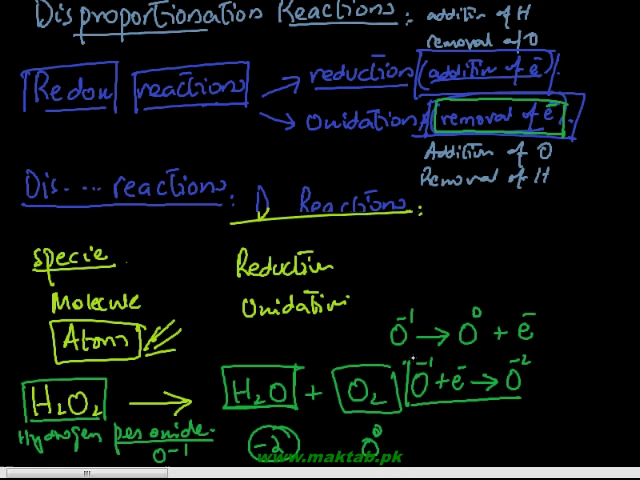 Disproportionation Reactions:
addition of H
removal of O
Redox reactions → reduction (addition of e⁻)
→ Oxidation (removal of e⁻)
Addition of O
Removal of H
Dis.... reactions: D Reactions:
specie Reduction
Molecule Oxidation
Atoms
O⁻¹ → O⁰ + e⁻
H₂O₂ → H₂O + O₂
O⁻¹ + e⁻ → O⁻²
Hydrogen peroxide
O⁻¹ -2 O⁰
www.maktab.pk